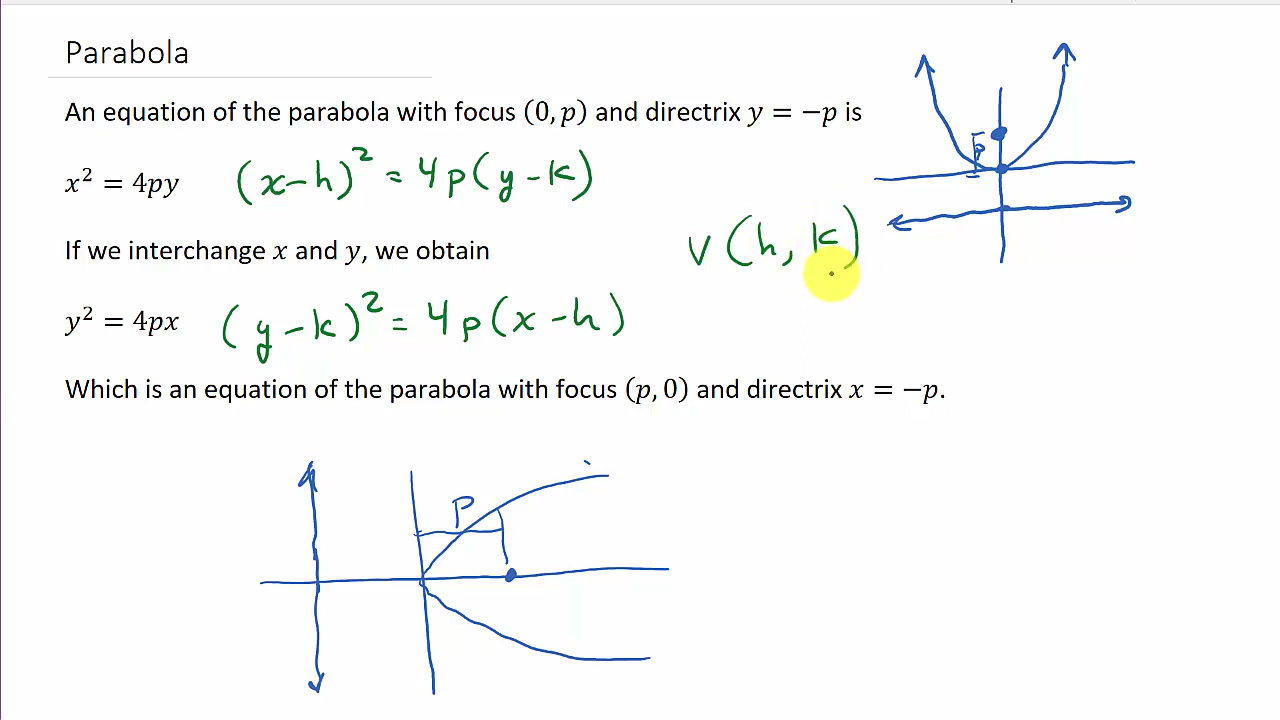 Parabola
An equation of the parabola with focus (0, p) and directrix y = −p is
x² = 4py (x−h)² = 4p(y−k)
p
V(h, k)
If we interchange x and y, we obtain
y² = 4px (y−k)² = 4p(x−h)
Which is an equation of the parabola with focus (p, 0) and directrix x = −p.
P